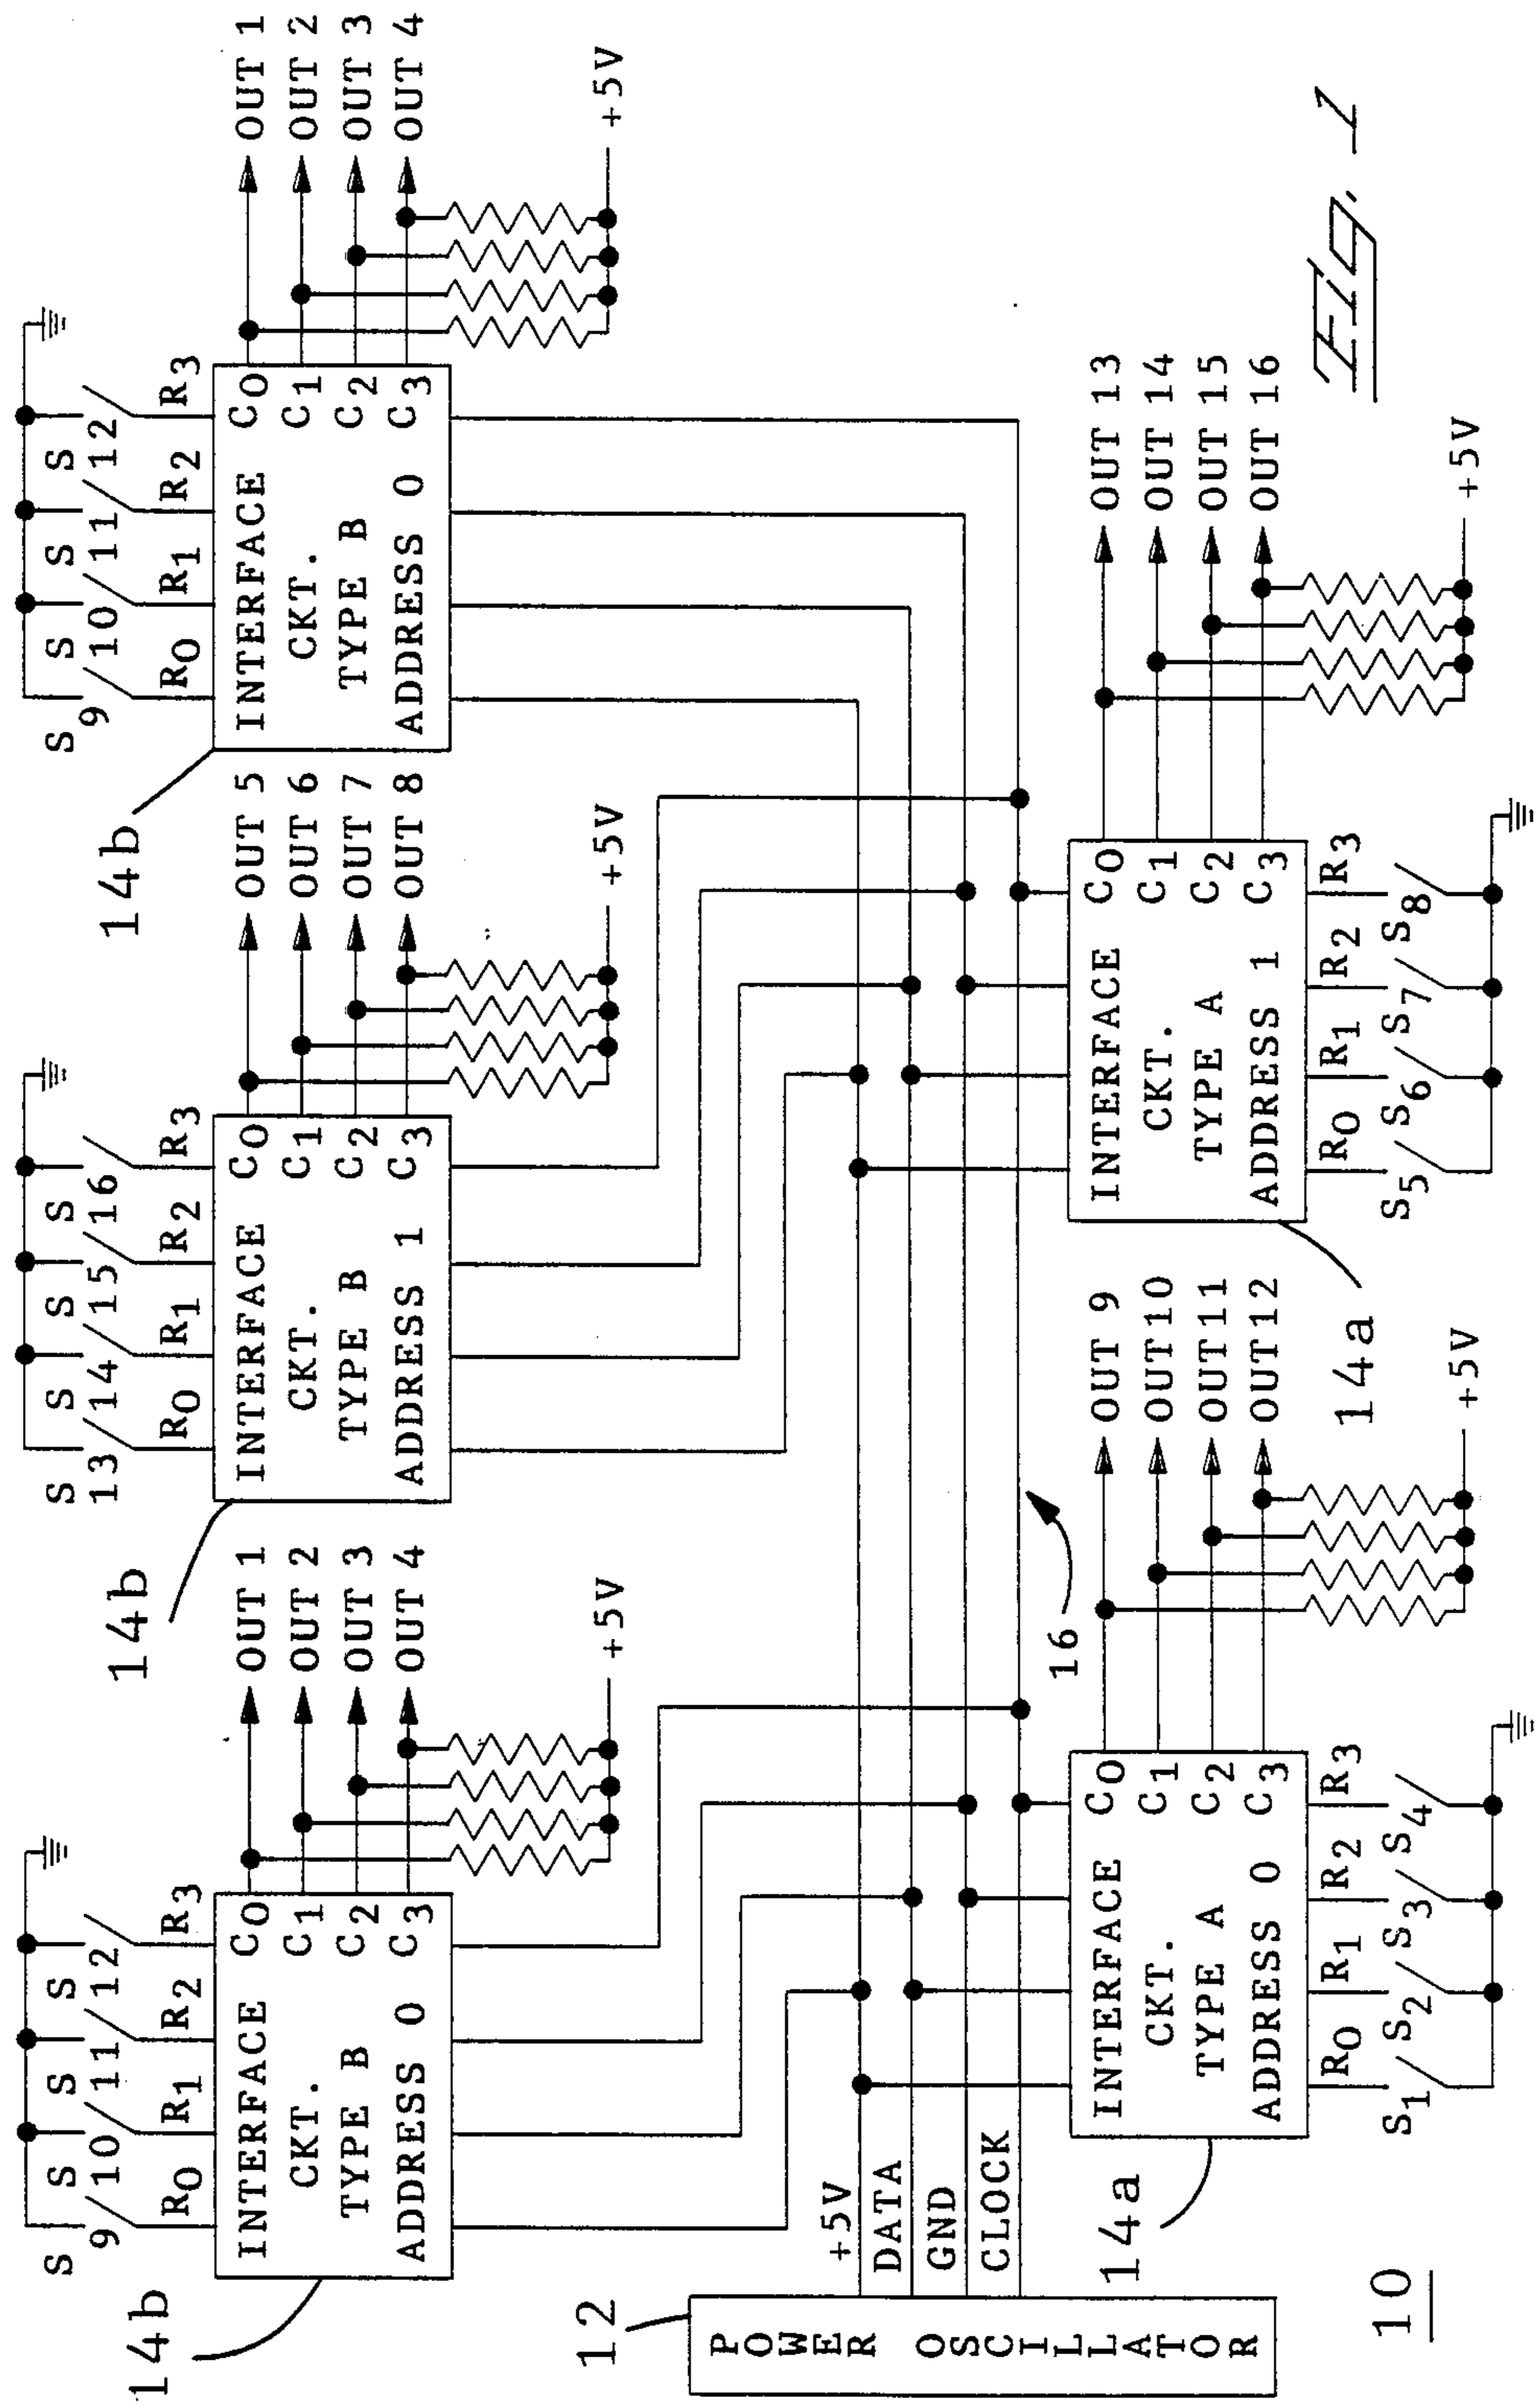 S 9 S 10 S 11 S 12
R0 R1 R2 R3
INTERFACE C0
CKT. C1
TYPE B C2
ADDRESS 0 C3
OUT 1
OUT 2
OUT 3
OUT 4
+5V
14b
S 13 S 14 S 15 S 16
R0 R1 R2 R3
INTERFACE C0
CKT. C1
TYPE B C2
ADDRESS 1 C3
OUT 5
OUT 6
OUT 7
OUT 8
+5V
14b
S 9 S 10 S 11 S 12
R0 R1 R2 R3
INTERFACE C0
CKT. C1
TYPE B C2
ADDRESS 0 C3
OUT 1
OUT 2
OUT 3
OUT 4
+5V
14b
12
POWER OSCILLATOR
+5V
DATA
GND
CLOCK
16
14a
INTERFACE C0
CKT. C1
TYPE A C2
ADDRESS 0 C3
R0 R1 R2 R3
S1 S2 S3 S4
OUT 9
OUT10
OUT11
OUT12
+5V
14a
INTERFACE C0
CKT. C1
TYPE A C2
ADDRESS 1 C3
R0 R1 R2 R3
S5 S6 S7 S8
OUT 13
OUT 14
OUT 15
OUT 16
+5V
10
Fig. 1